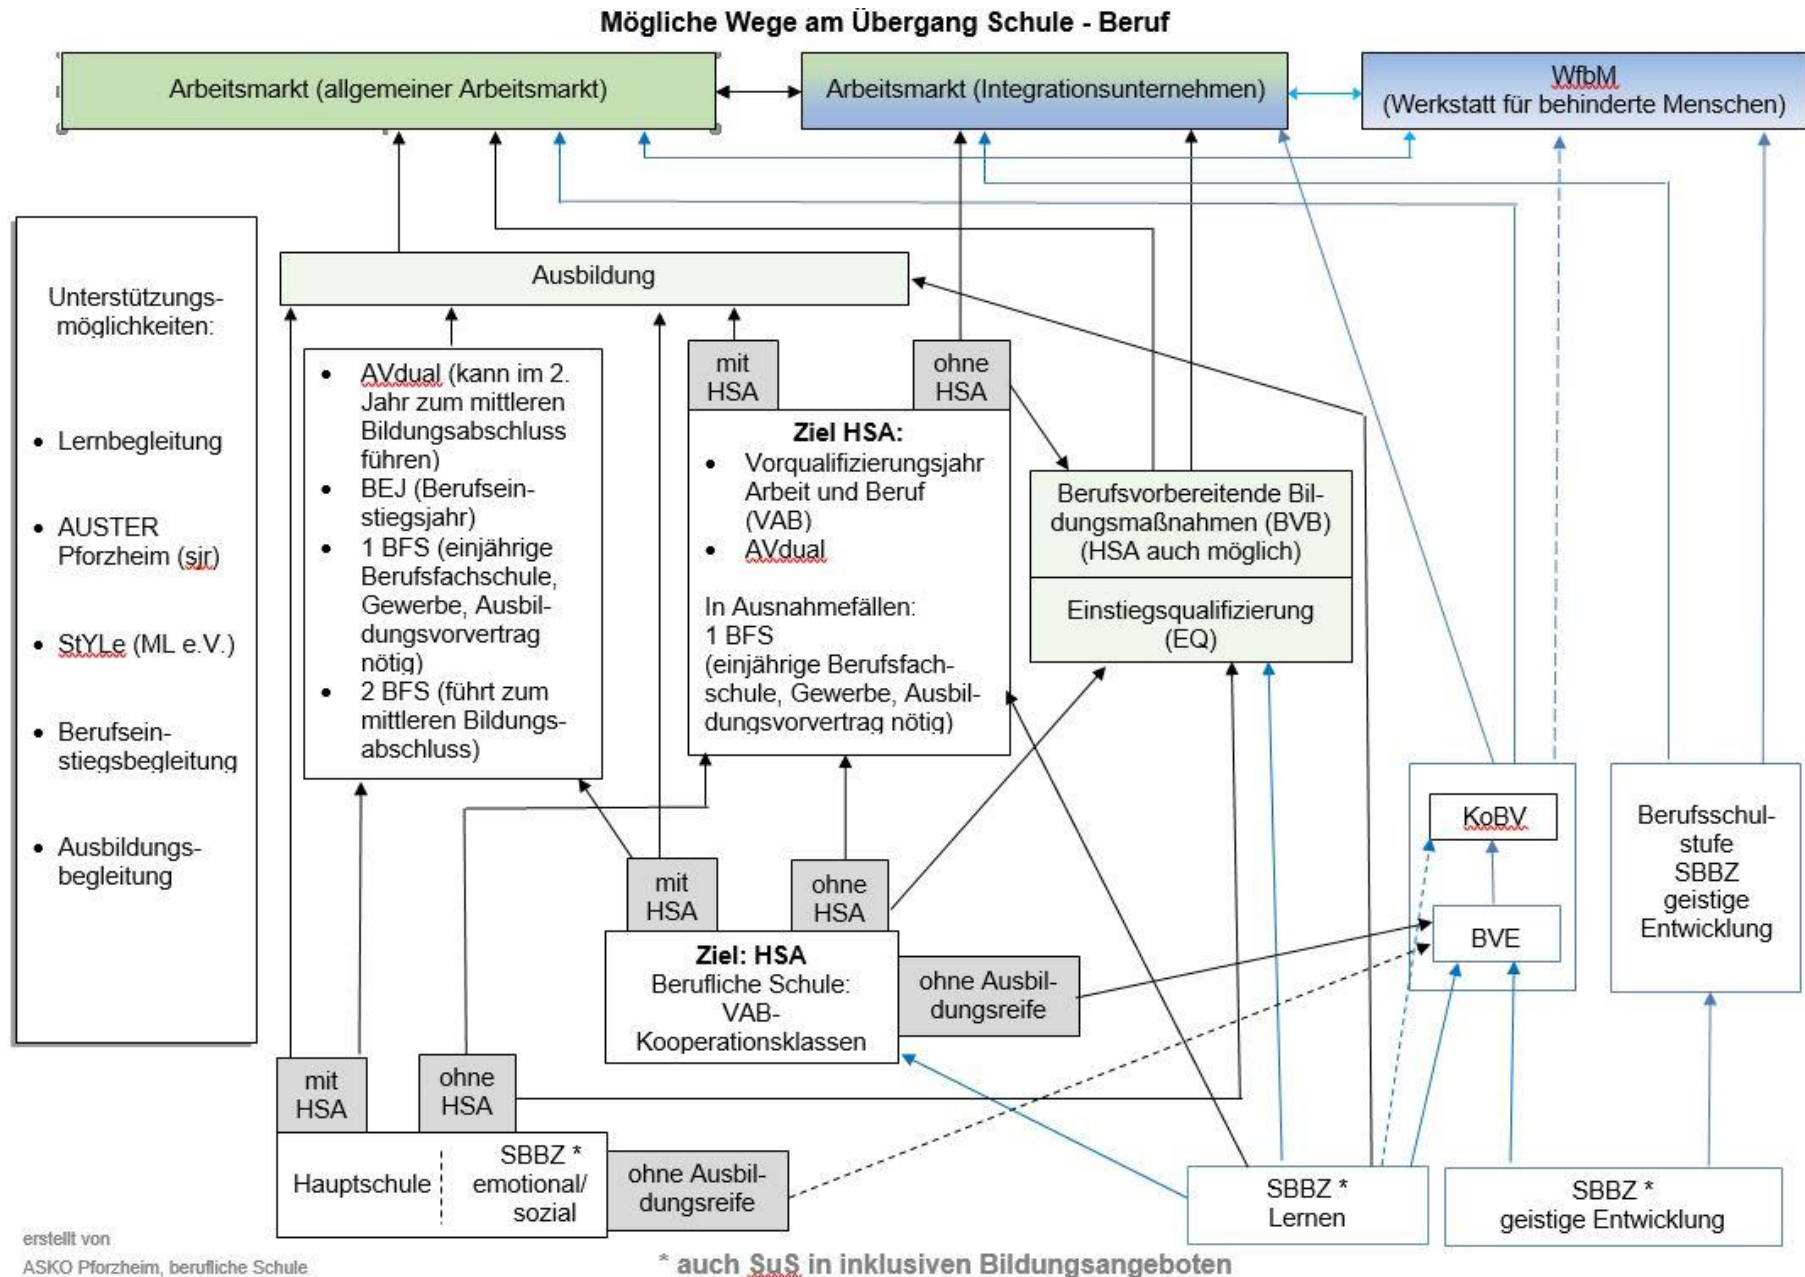 Mögliche Wege am Übergang Schule - Beruf
Arbeitsmarkt (allgemeiner Arbeitsmarkt)
Arbeitsmarkt (Integrationsunternehmen)
WfbM
(Werkstatt für behinderte Menschen)
Unterstützungs-
möglichkeiten:
• Lernbegleitung
• AUSTER
Pforzheim (sjr)
• StYLe (ML e.V.)
• Berufsein-
stiegsbegleitung
• Ausbildungs-
begleitung
Ausbildung
• AVdual (kann im 2.
Jahr zum mittleren
Bildungsabschluss
führen)
• BEJ (Berufsein-
stiegsjahr)
• 1 BFS (einjährige
Berufsfachschule,
Gewerbe, Ausbil-
dungsvorvertrag
nötig)
• 2 BFS (führt zum
mittleren Bildungs-
abschluss)
mit
HSA
ohne
HSA
Ziel HSA:
• Vorqualifizierungsjahr
Arbeit und Beruf
(VAB)
• AVdual
In Ausnahmefällen:
1 BFS
(einjährige Berufsfach-
schule, Gewerbe, Ausbil-
dungsvorvertrag nötig)
Berufsvorbereitende Bil-
dungsmaßnahmen (BVB)
(HSA auch möglich)
Einstiegsqualifizierung
(EQ)
KoBV
BVE
Berufsschul-
stufe
SBBZ
geistige
Entwicklung
mit
HSA
ohne
HSA
Ziel: HSA
Berufliche Schule:
VAB-
Kooperationsklassen
ohne Ausbil-
dungsreife
mit
HSA
ohne
HSA
Hauptschule
SBBZ *
emotional/
sozial
ohne Ausbil-
dungsreife
SBBZ *
Lernen
SBBZ *
geistige Entwicklung
erstellt von
ASKO Pforzheim, berufliche Schule
* auch SuS in inklusiven Bildungsangeboten